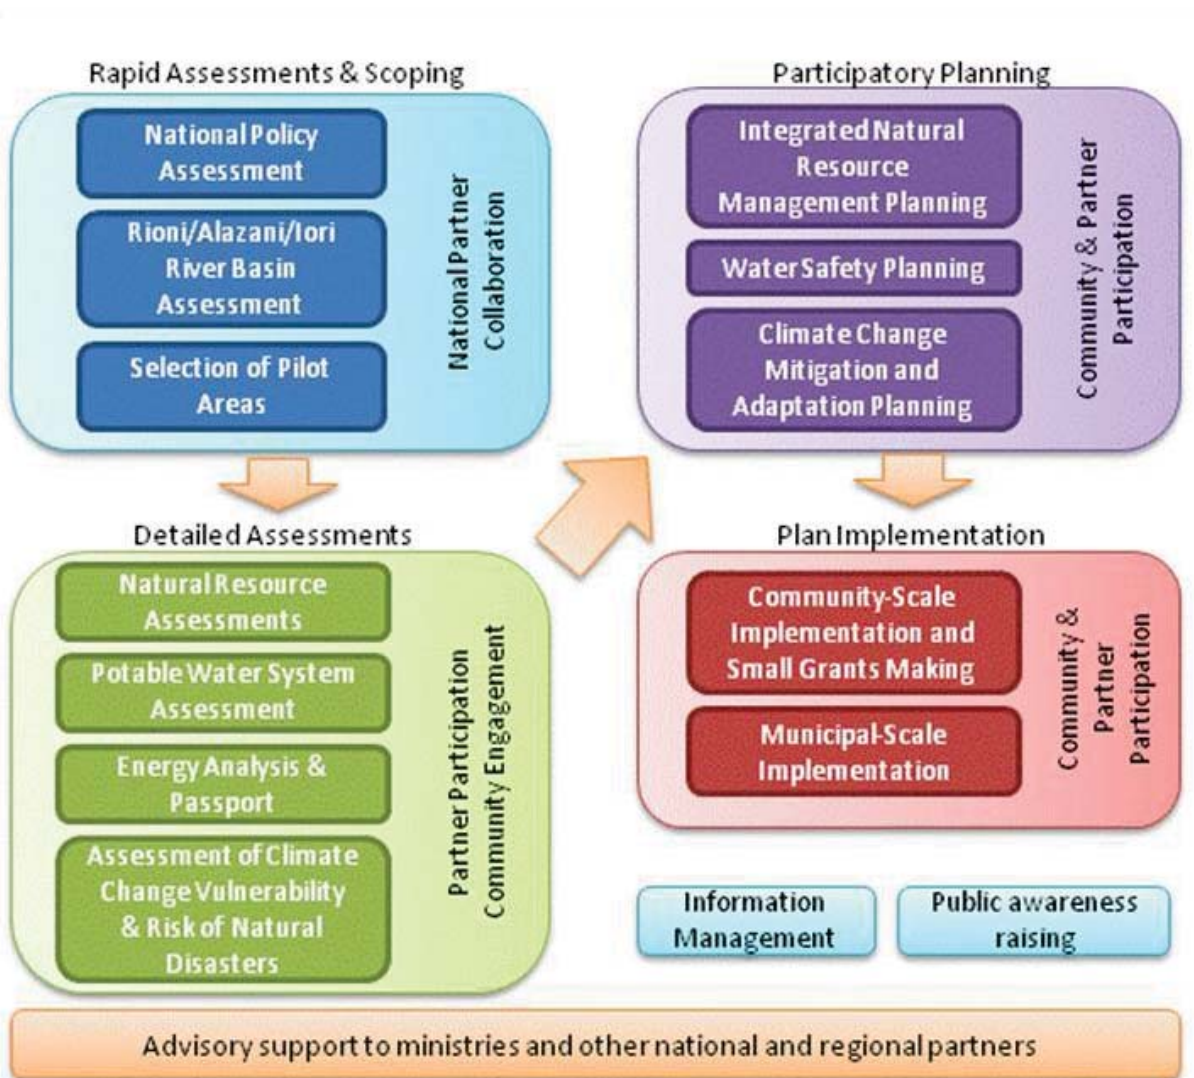 Rapid Assessments & Scoping
National Policy
Assessment
Rioni/Alazani/Iori
River Basin
Assessment
Selection of Pilot
Areas
National Partner
Collaboration
Detailed Assessments
Natural Resource
Assessments
Potable Water System
Assessment
Energy Analysis &
Passport
Assessment of Climate
Change Vulnerability
& Risk of Natural
Disasters
Partner Participation
Community Engagement
Participatory Planning
Integrated Natural
Resource
Management Planning
Water Safety Planning
Climate Change
Mitigation and
Adaptation Planning
Community & Partner
Participation
Plan Implementation
Community-Scale
Implementation and
Small Grants Making
Municipal-Scale
Implementation
Community &
Partner
Participation
Information
Management
Public awareness
raising
Advisory support to ministries and other national and regional partners